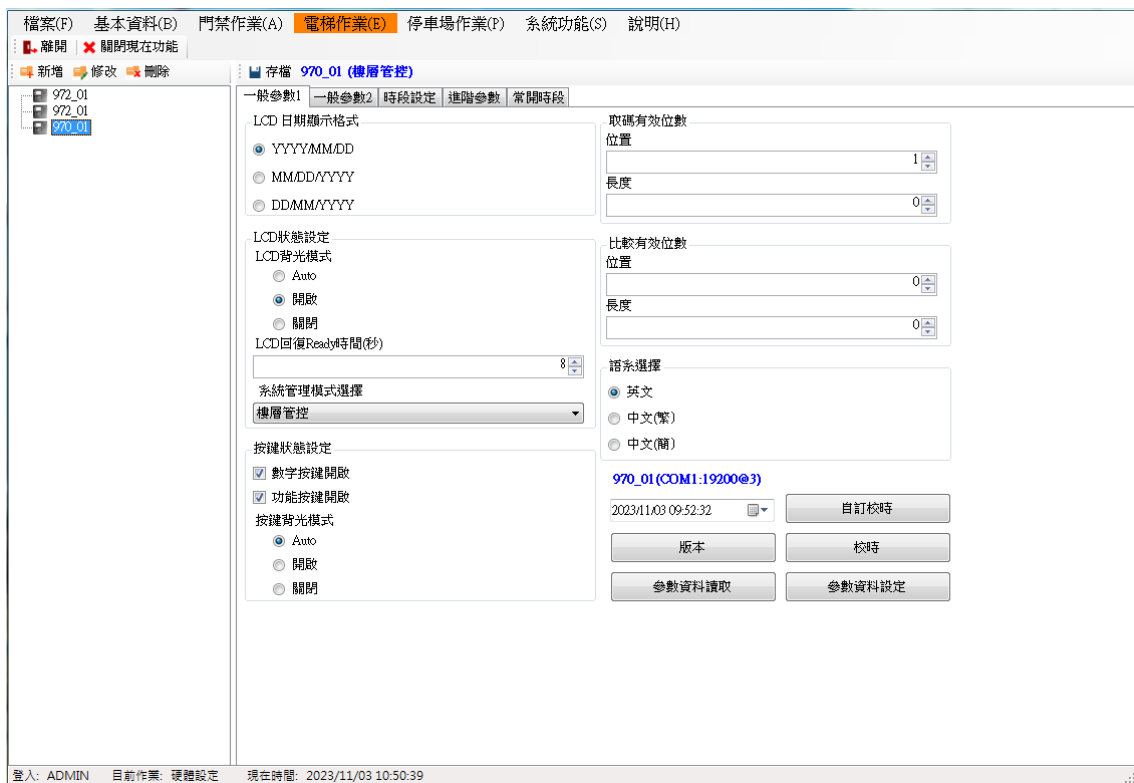 檔案(F) 基本資料(B) 門禁作業(A) 電梯作業(E) 停車場作業(P) 系統功能(S) 說明(H)
離開 關閉現在功能
新增 修改 刪除
972_01
972_01
970_01
存檔 970_01 (樓層管控)
一般參數1 一般參數2 時段設定 進階參數 常開時段
LCD 日期顯示格式
YYYY/MM/DD
MM/DD/YYYY
DD/MM/YYYY
LCD狀態設定
LCD背光模式
Auto
開啟
關閉
LCD回復Ready時間(秒)
8
系統管理模式選擇
樓層管控
按鍵狀態設定
數字按鍵開啟
功能按鍵開啟
按鍵背光模式
Auto
開啟
關閉
取碼有效位數
位置
1
長度
0
比較有效位數
位置
0
長度
0
語系選擇
英文
中文(繁)
中文(簡)
970_01(COM1:19200@3)
2023/11/03 09:52:32 自訂校時
版本 校時
參數資料讀取 參數資料設定
登入: ADMIN 目前作業: 硬體設定 現在時間: 2023/11/03 10:50:39